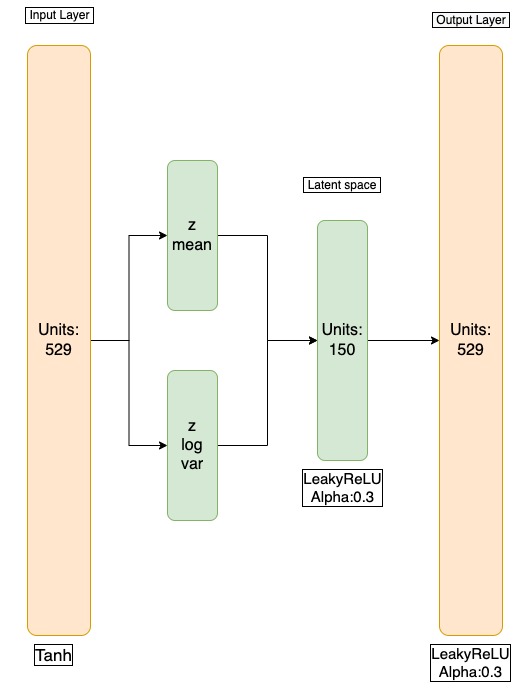 Input Layer
Output Layer
Units:
529
z
mean
z
log
var
Latent space
Units:
150
LeakyReLU
Alpha:0.3
Units:
529
Tanh
LeakyReLU
Alpha:0.3